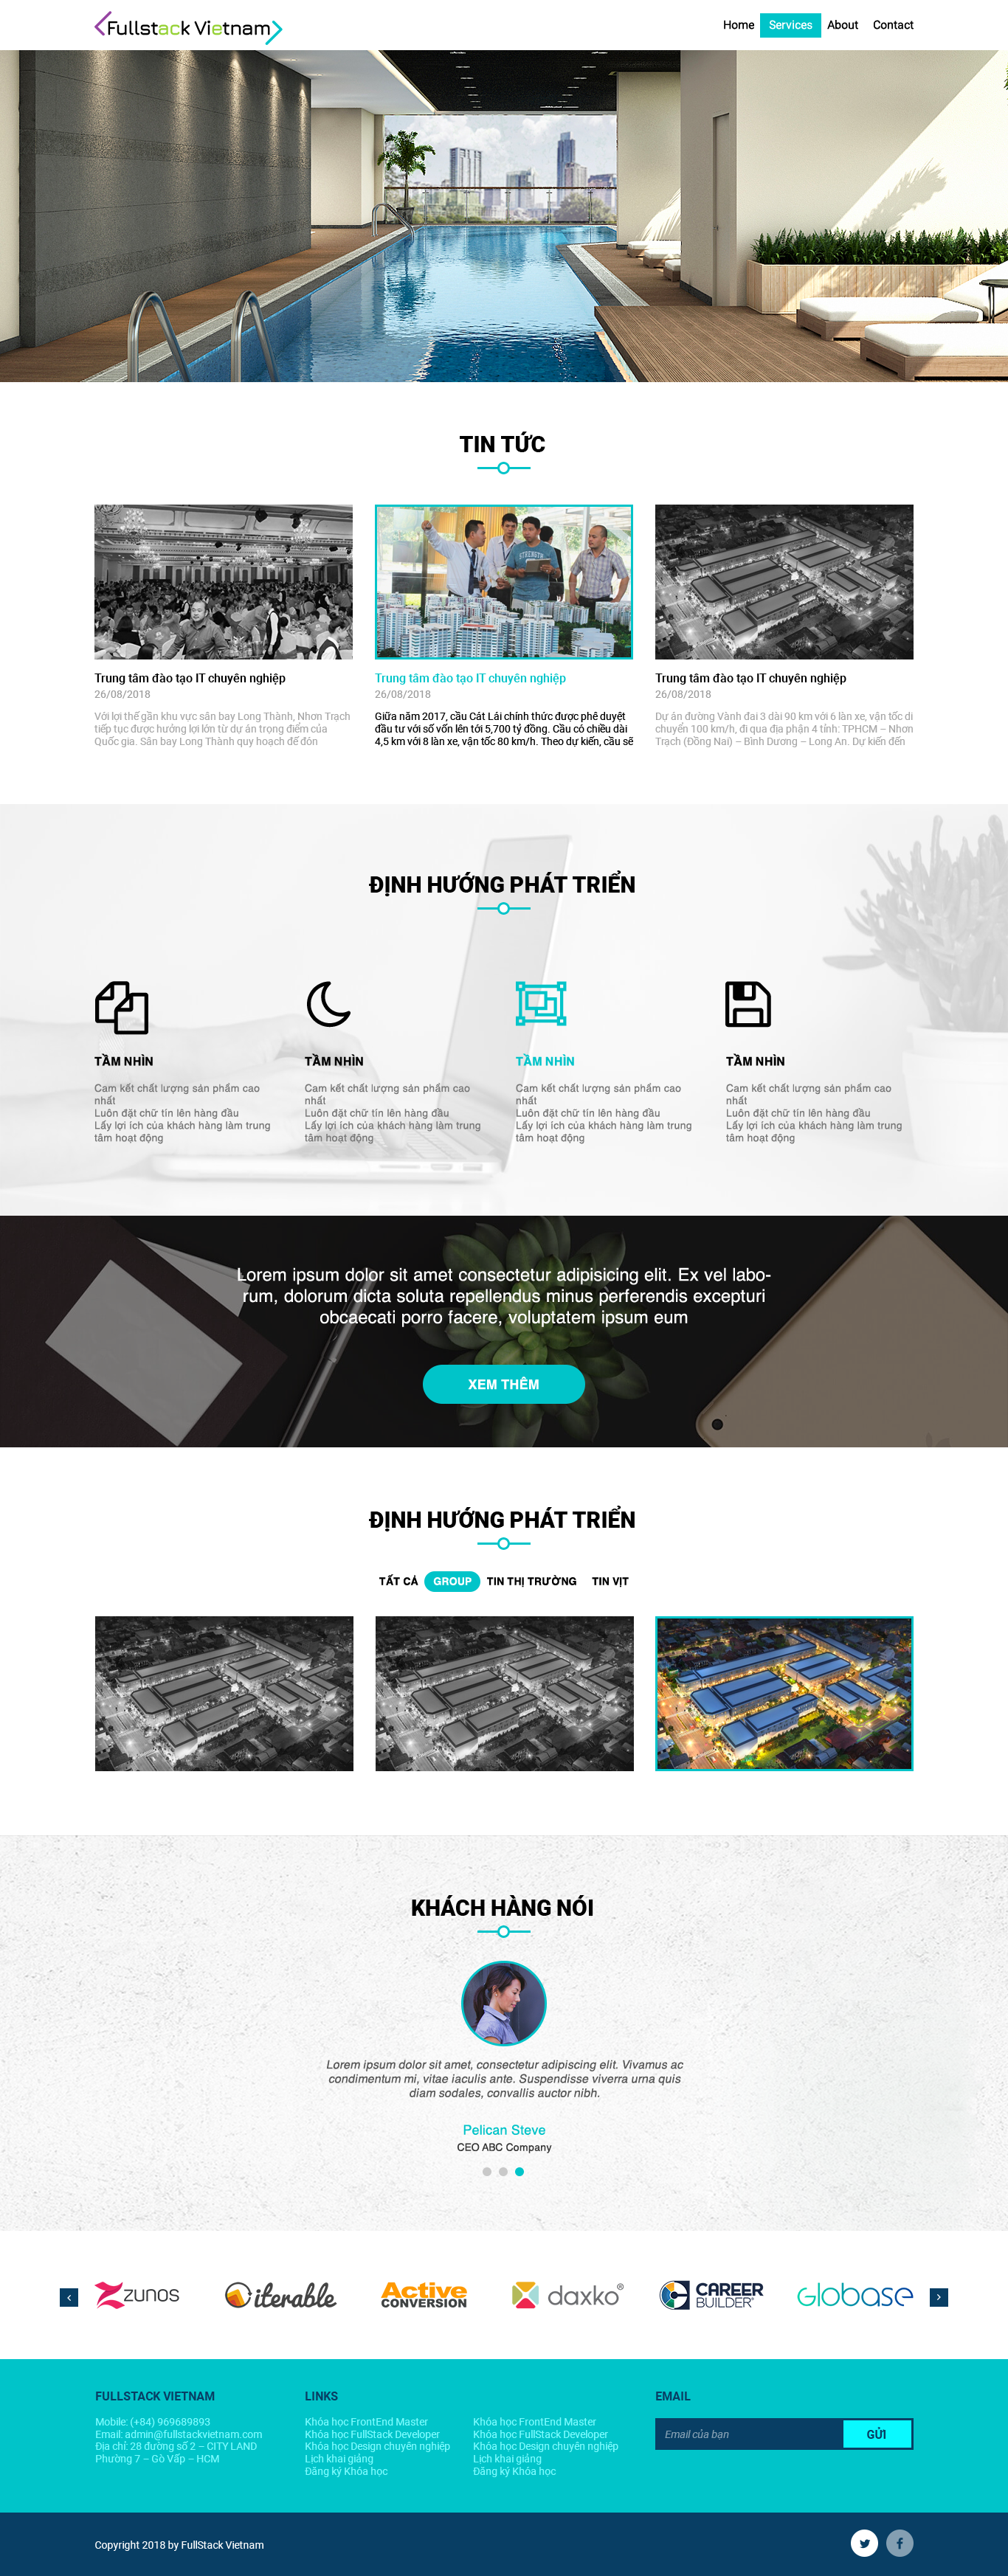 Fullstack Vietnam
Home Services About Contact
TIN TỨC
Trung tâm đào tạo IT chuyên nghiệp
26/08/2018
Với lợi thế gần khu vực sân bay Long Thành, Nhơn Trạch
tiếp tục được hưởng lợi lớn từ dự án trọng điểm của
Quốc gia. Sân bay Long Thành quy hoạch để đón
Trung tâm đào tạo IT chuyên nghiệp
26/08/2018
Giữa năm 2017, cầu Cát Lái chính thức được phê duyệt
đầu tư với số vốn lên tới 5,700 tỷ đồng. Cầu có chiều dài
4,5 km với 8 làn xe, vận tốc 80 km/h. Theo dự kiến, cầu sẽ
Trung tâm đào tạo IT chuyên nghiệp
26/08/2018
Dự án đường Vành đai 3 dài 90 km với 6 làn xe, vận tốc di
chuyển 100 km/h, đi qua địa phận 4 tỉnh: TPHCM – Nhơn
Trạch (Đồng Nai) – Bình Dương – Long An. Dự kiến đến
ĐỊNH HƯỚNG PHÁT TRIỂN
TẦM NHÌN
Cam kết chất lượng sản phẩm cao
nhất
Luôn đặt chữ tín lên hàng đầu
Lấy lợi ích của khách hàng làm trung
tâm hoạt động
TẦM NHÌN
Cam kết chất lượng sản phẩm cao
nhất
Luôn đặt chữ tín lên hàng đầu
Lấy lợi ích của khách hàng làm trung
tâm hoạt động
TẦM NHÌN
Cam kết chất lượng sản phẩm cao
nhất
Luôn đặt chữ tín lên hàng đầu
Lấy lợi ích của khách hàng làm trung
tâm hoạt động
TẦM NHÌN
Cam kết chất lượng sản phẩm cao
nhất
Luôn đặt chữ tín lên hàng đầu
Lấy lợi ích của khách hàng làm trung
tâm hoạt động
Lorem ipsum dolor sit amet consectetur adipisicing elit. Ex vel labo-
rum, dolorum dicta soluta repellendus minus perferendis excepturi
obcaecati porro facere, voluptatem ipsum eum
XEM THÊM
ĐỊNH HƯỚNG PHÁT TRIỂN
TẤT CẢ GROUP TIN THỊ TRƯỜNG TIN VỊT
KHÁCH HÀNG NÓI
Lorem ipsum dolor sit amet, consectetur adipiscing elit. Vivamus ac
condimentum mi, vitae iaculis ante. Suspendisse viverra urna quis
diam sodales, convallis auctor nibh.
Pelican Steve
CEO ABC Company
ZUNOS
iterable
Active
CONVERSION
daxko®
CAREER
BUILDER®
Globase
FULLSTACK VIETNAM
Mobile: (+84) 969689893
Email: admin@fullstackvietnam.com
Địa chỉ: 28 đường số 2 – CITY LAND
Phường 7 – Gò Vấp – HCM
LINKS
Khóa học FrontEnd Master
Khóa học FullStack Developer
Khóa học Design chuyên nghiệp
Lịch khai giảng
Đăng ký Khóa học
Khóa học FrontEnd Master
Khóa học FullStack Developer
Khóa học Design chuyên nghiệp
Lịch khai giảng
Đăng ký Khóa học
EMAIL
Email của bạn
GỬI
Copyright 2018 by FullStack Vietnam